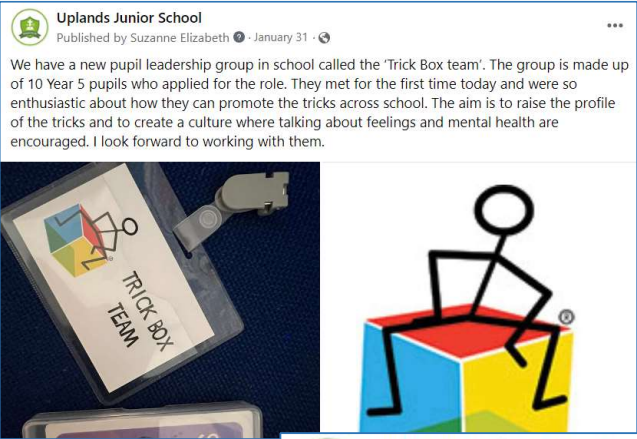 Uplands Junior School
Published by Suzanne Elizabeth ? · January 31 ·
We have a new pupil leadership group in school called the ‘Trick Box team’. The group is made up
of 10 Year 5 pupils who applied for the role. They met for the first time today and were so
enthusiastic about how they can promote the tricks across school. The aim is to raise the profile
of the tricks and to create a culture where talking about feelings and mental health are
encouraged. I look forward to working with them.
TRICK BOX
TEAM
®